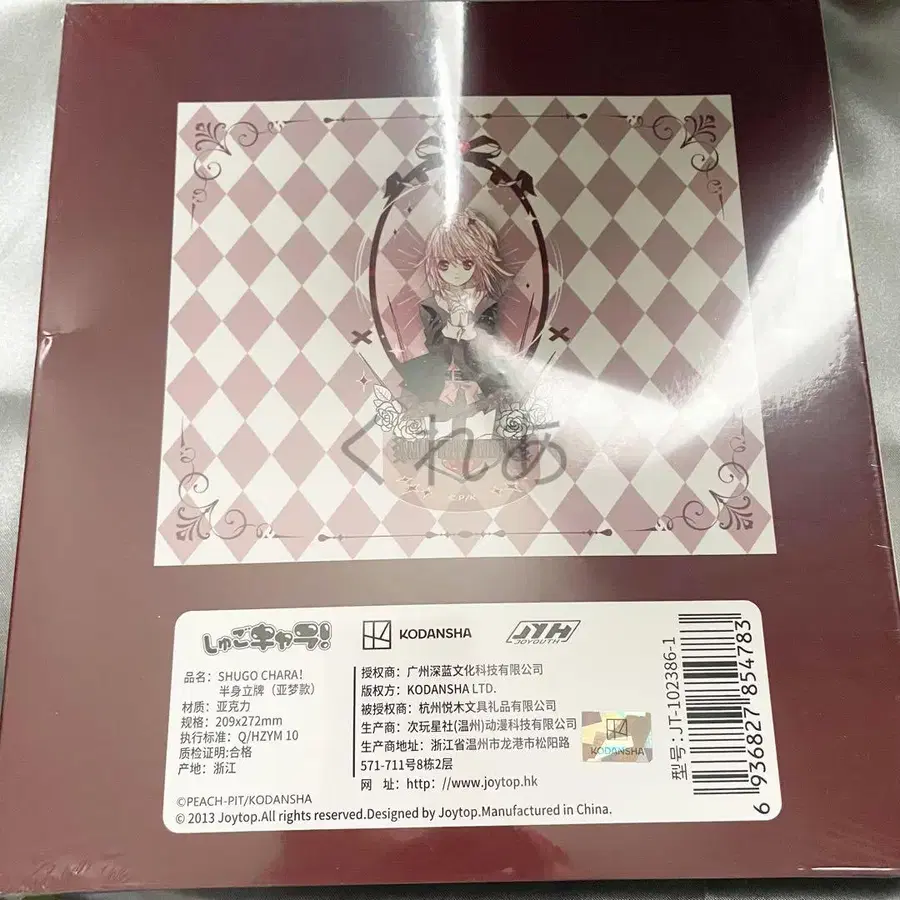 くれあ
©P/K
しゅごキャラ!
KODANSHA
JYH
JOYOUTH
品名：SHUGO CHARA！
半身立牌（亚梦款）
材质：亚克力
规格：209x272mm
执行标准：Q/HZYM 10
质检证明:合格
产地：浙江
©PEACH-PIT/KODANSHA
© 2013 Joytop.All rights reserved.Designed by Joytop.Manufactured in China.
授权商：广州深蓝文化科技有限公司
版权方：KODANSHA LTD.
被授权商：杭州悦木文具礼品有限公司
生产商：次玩星社(温州)动漫科技有限公司
生产商地址：浙江省温州市龙港市松阳路
571-711号8栋2层
网 址：http：//www.joytop.hk
KODANSHA
型号:JT-102386-1
6 936827 854783